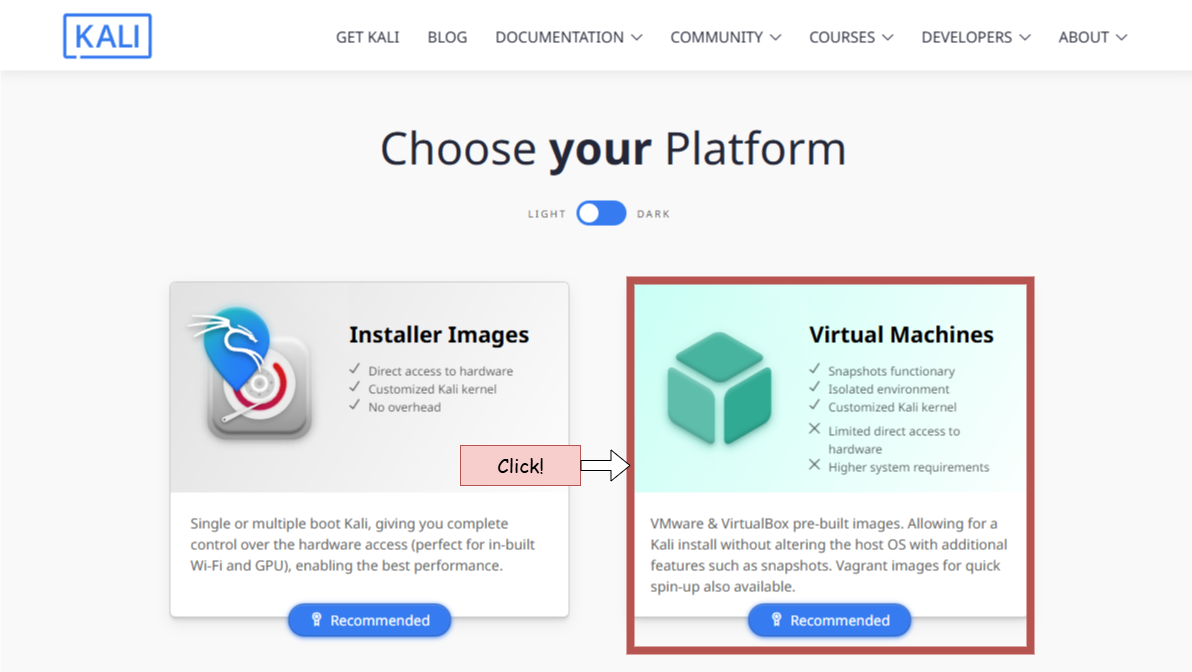 KALI
GET KALI BLOG DOCUMENTATION COMMUNITY COURSES DEVELOPERS ABOUT
Choose your Platform
LIGHT DARK
Installer Images
Direct access to hardware
Customized Kali kernel
No overhead
Single or multiple boot Kali, giving you complete
control over the hardware access (perfect for in-built
Wi-Fi and GPU), enabling the best performance.
Recommended
Click!
Virtual Machines
Snapshots functionary
Isolated environment
Customized Kali kernel
Limited direct access to
hardware
Higher system requirements
VMware & VirtualBox pre-built images. Allowing for a
Kali install without altering the host OS with additional
features such as snapshots. Vagrant images for quick
spin-up also available.
Recommended